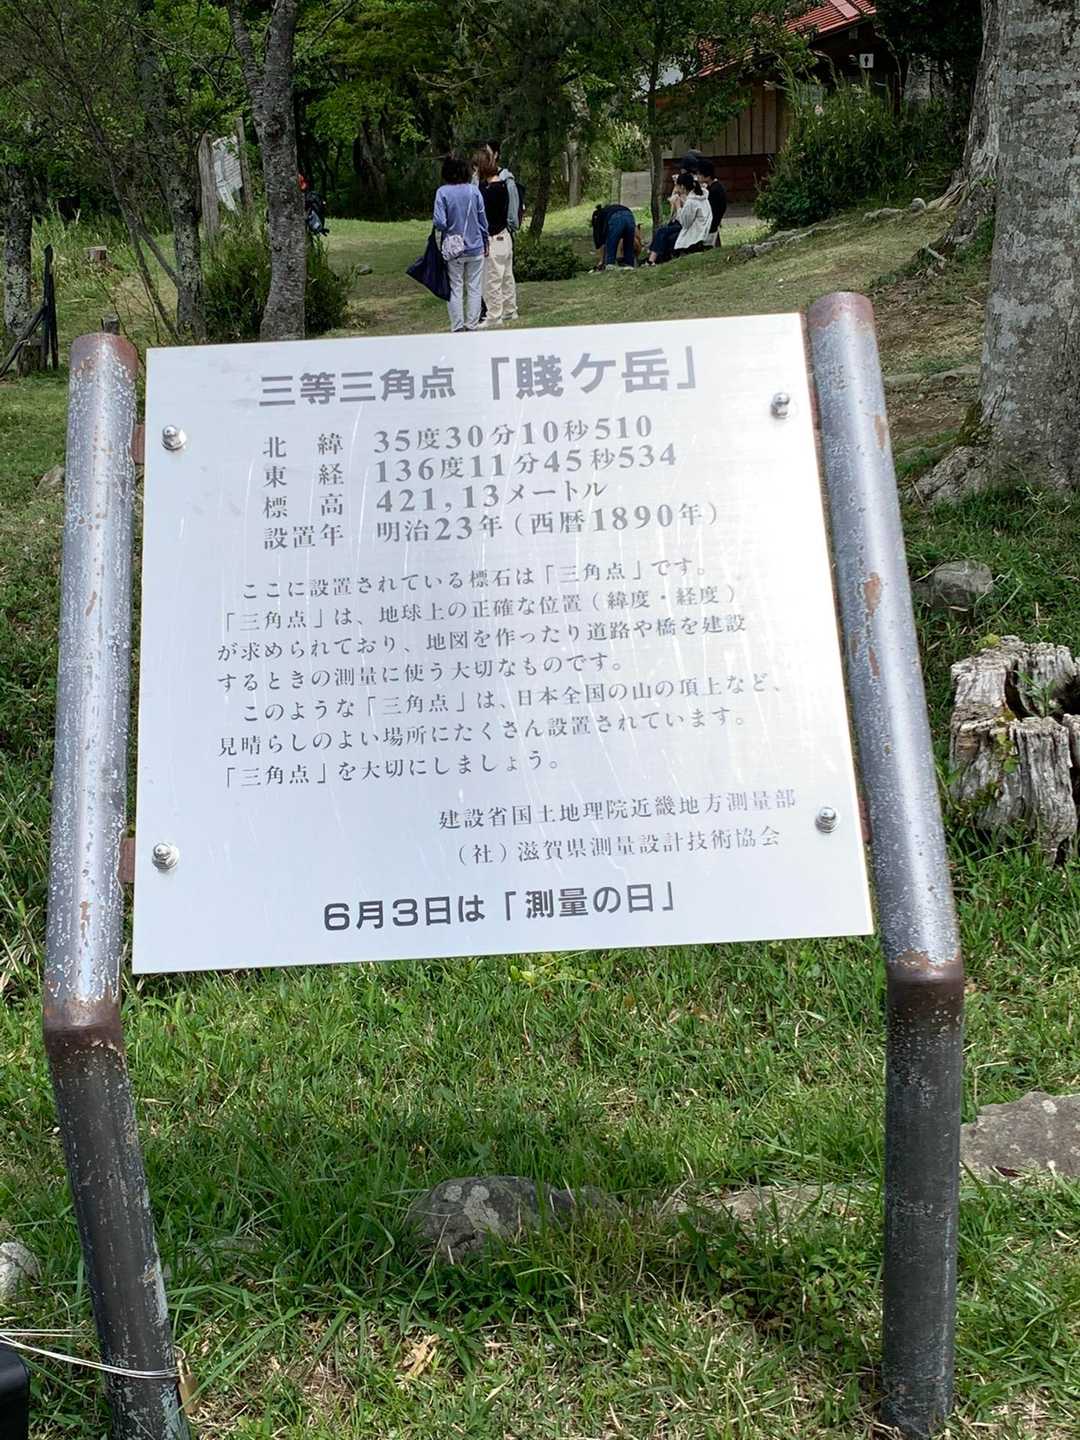 三等三角点「賤ケ岳」
北緯 35度30分10秒510
東経 136度11分45秒534
標高 421,13メートル
設置年 明治23年(西暦1890年)
ここに設置されている標石は「三角点」です。
「三角点」は、地球上の正確な位置(緯度・経度)
が求められており、地図を作ったり道路や橋を建設
するときの測量に使う大切なものです。
このような「三角点」は、日本全国の山の頂上など、
見晴らしのよい場所にたくさん設置されています。
「三角点」を大切にしましょう。
建設省国土地理院近畿地方測量部
(社)滋賀県測量設計技術協会
6月3日は「測量の日」